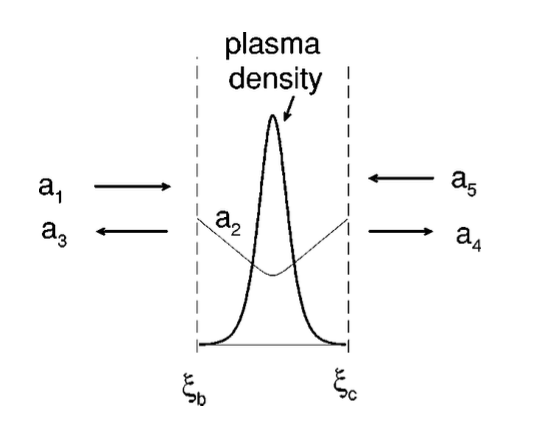 plasma
density
a₁
a₅
a₂
a₃
a₄
ξb
ξc